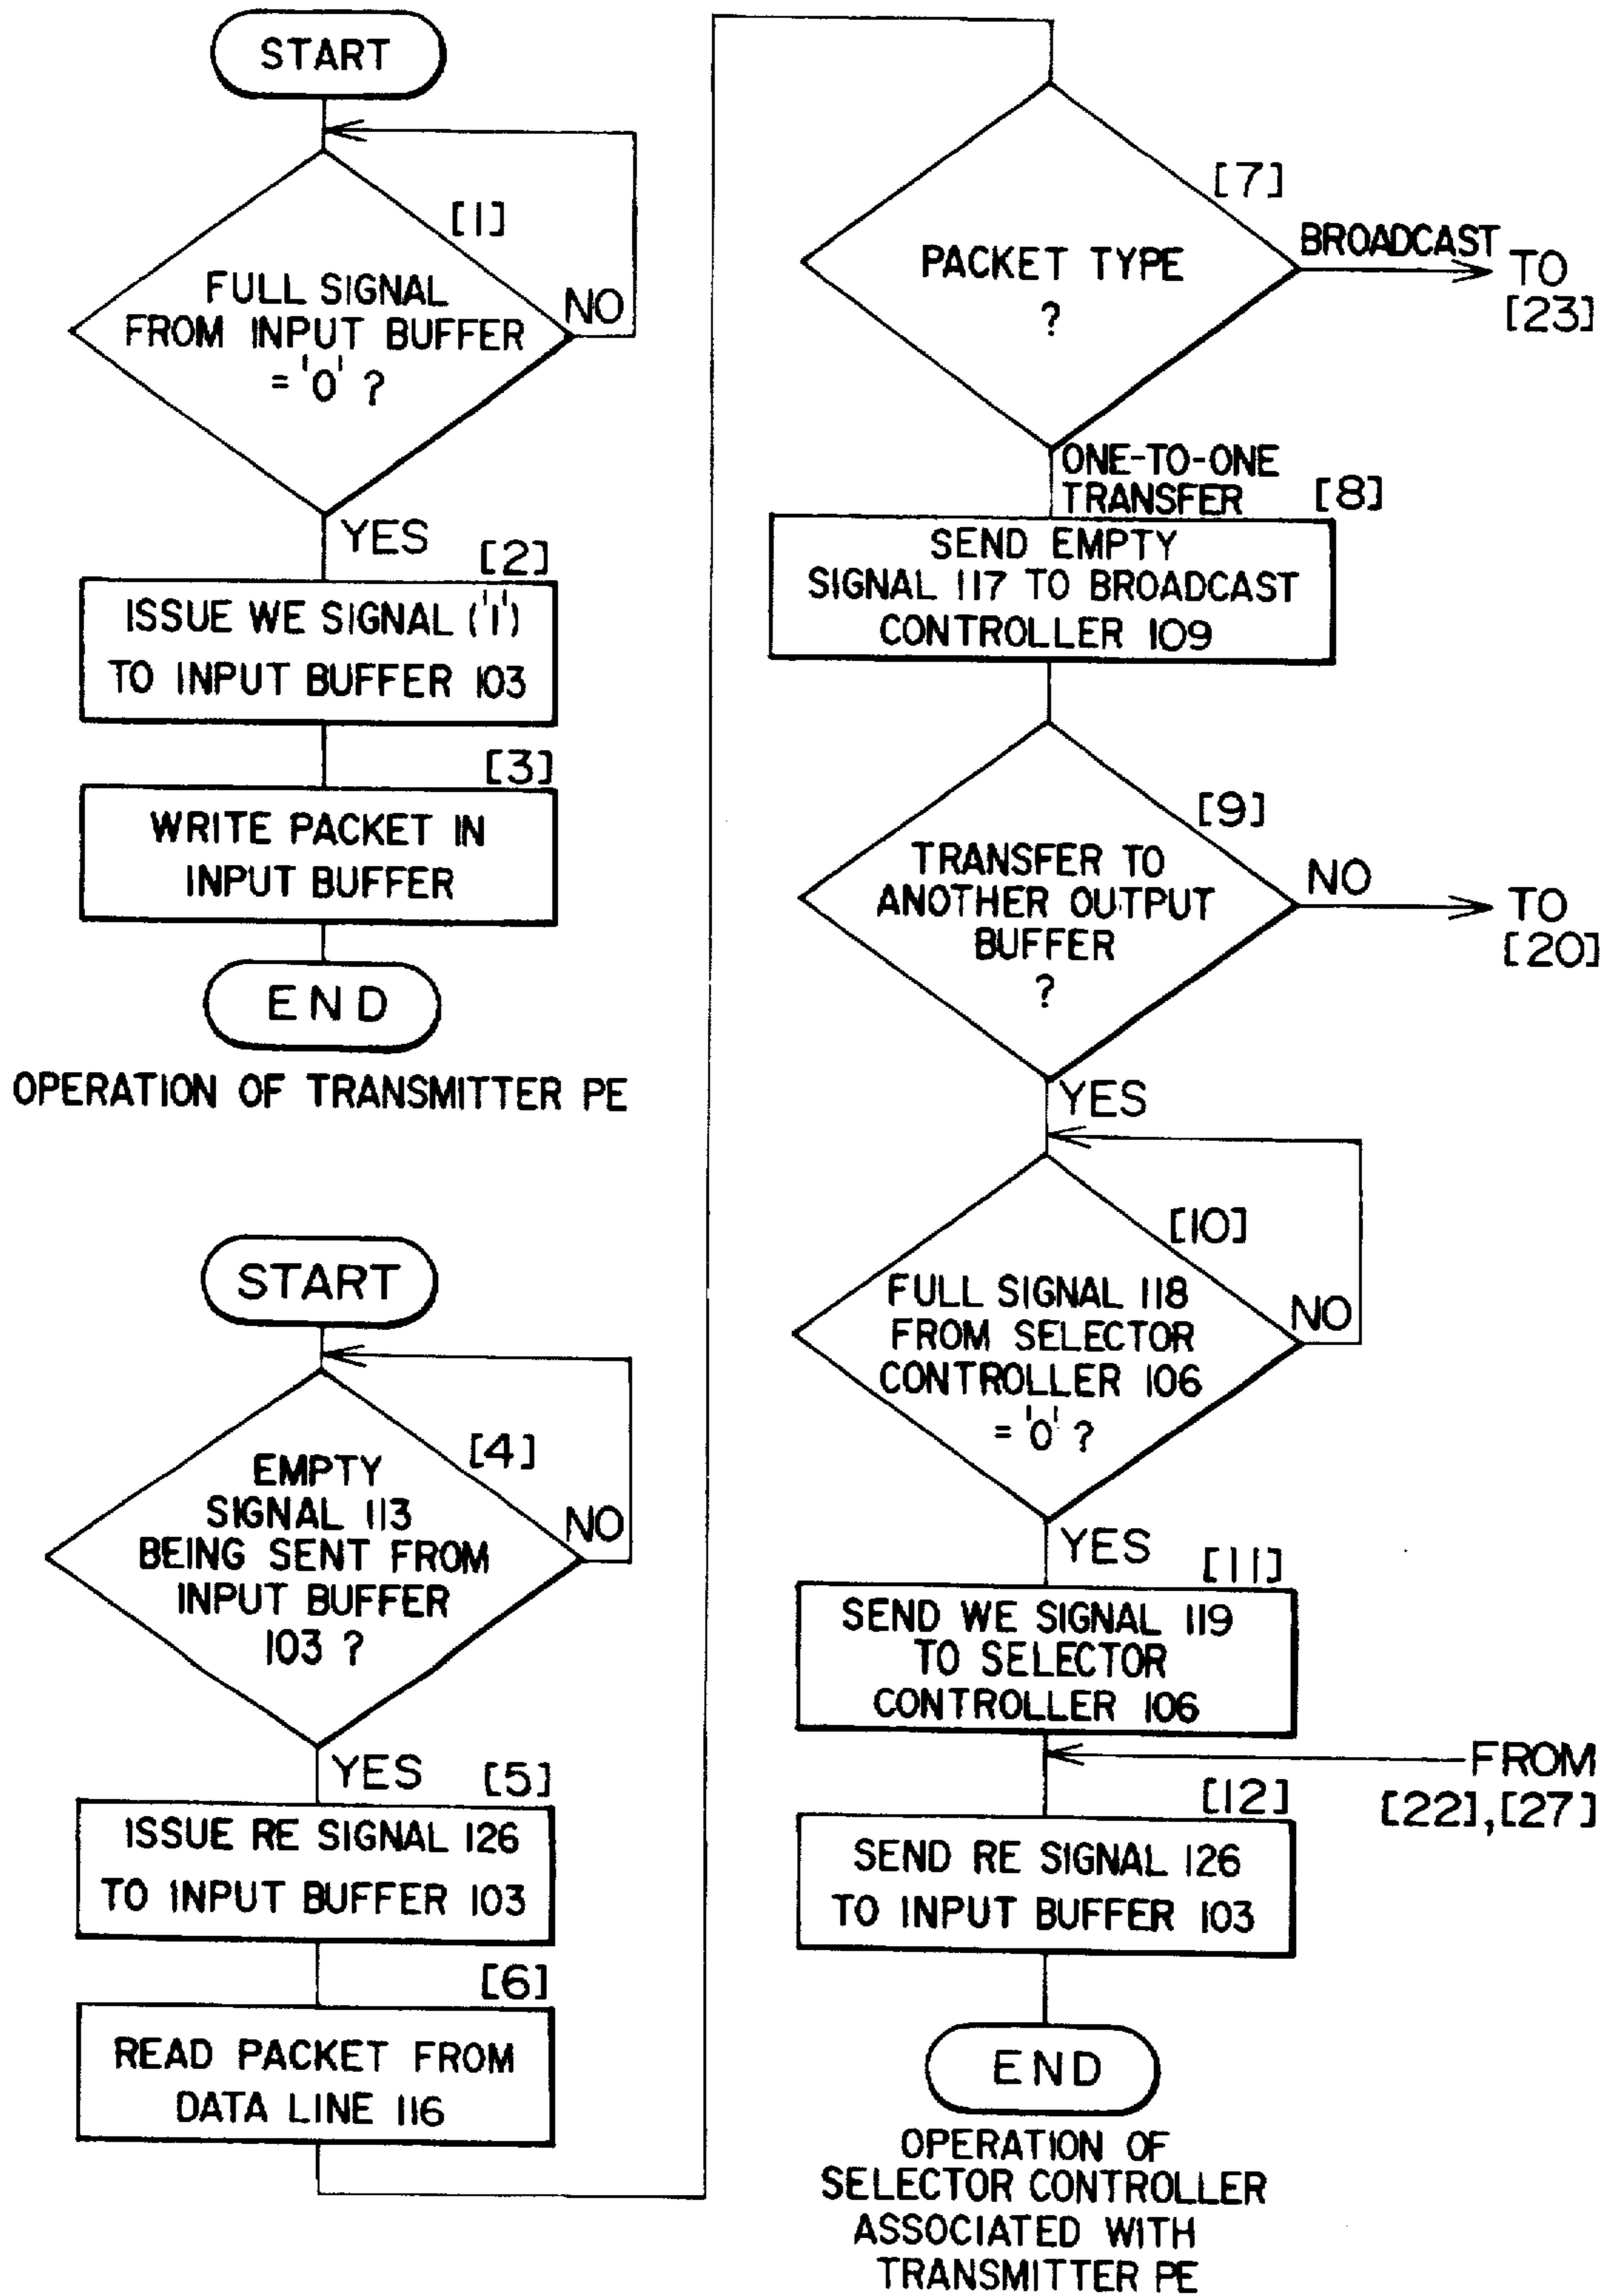 START
[1]
FULL SIGNAL
FROM INPUT BUFFER
= '0' ?
NO
YES
[2]
ISSUE WE SIGNAL ('1')
TO INPUT BUFFER 103
[3]
WRITE PACKET IN
INPUT BUFFER
END
OPERATION OF TRANSMITTER PE
START
[4]
EMPTY
SIGNAL 113
BEING SENT FROM
INPUT BUFFER
103 ?
NO
YES
[5]
ISSUE RE SIGNAL 126
TO INPUT BUFFER 103
[6]
READ PACKET FROM
DATA LINE 116
[7]
PACKET TYPE
?
BROADCAST
TO
[23]
ONE-TO-ONE
TRANSFER
[8]
SEND EMPTY
SIGNAL 117 TO BROADCAST
CONTROLLER 109
[9]
TRANSFER TO
ANOTHER OUTPUT
BUFFER
?
NO
TO
[20]
YES
[10]
FULL SIGNAL 118
FROM SELECTOR
CONTROLLER 106
= '0' ?
NO
YES
[11]
SEND WE SIGNAL 119
TO SELECTOR
CONTROLLER 106
FROM
[22],[27]
[12]
SEND RE SIGNAL 126
TO INPUT BUFFER 103
END
OPERATION OF
SELECTOR CONTROLLER
ASSOCIATED WITH
TRANSMITTER PE